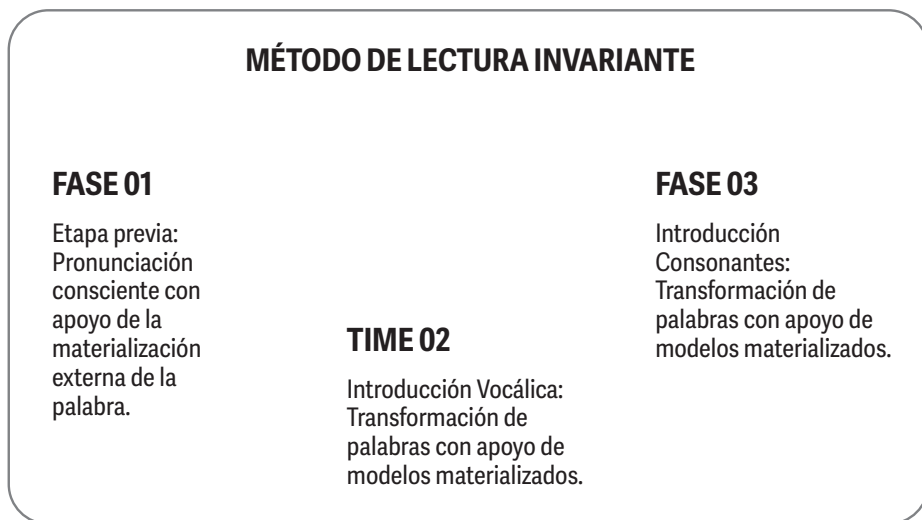 MÉTODO DE LECTURA INVARIANTE
FASE 01
Etapa previa:
Pronunciación
consciente con
apoyo de la
materialización
externa de la
palabra.
TIME 02
Introducción Vocálica:
Transformación de
palabras con apoyo de
modelos materializados.
FASE 03
Introducción
Consonantes:
Transformación de
palabras con apoyo de
modelos materializados.